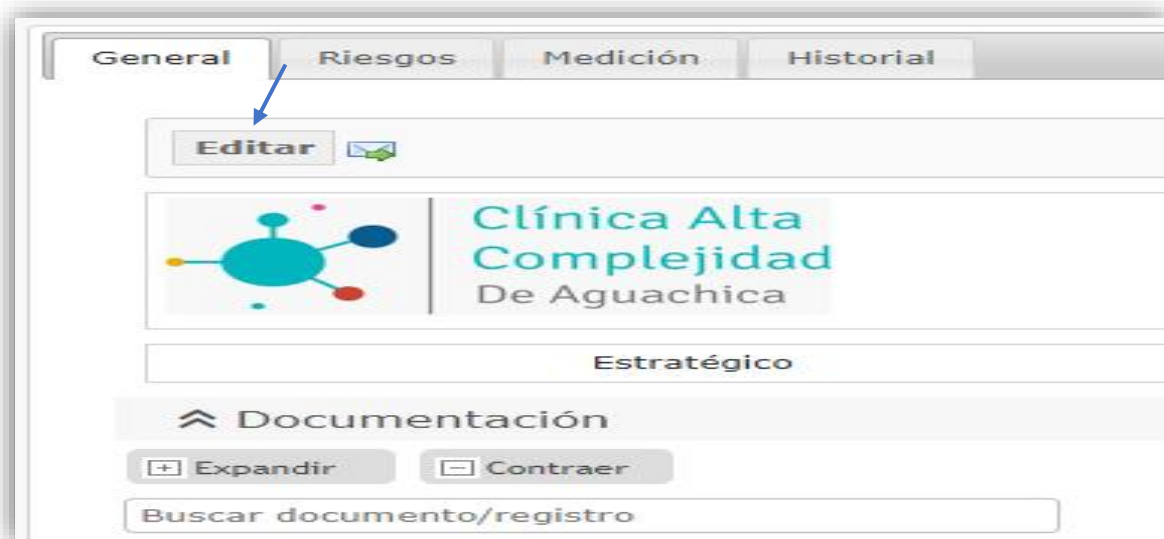 General Riesgos Medición Historial
Editar
Clínica Alta
Complejidad
De Aguachica
Estratégico
Documentación
Expandir Contraer
Buscar documento/registro